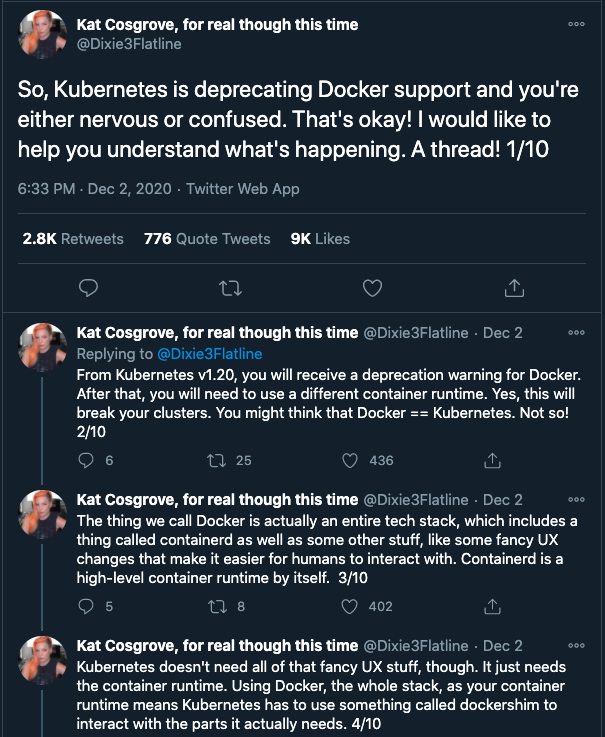 Kat Cosgrove, for real though this time
@Dixie3Flatline
So, Kubernetes is deprecating Docker support and you're
either nervous or confused. That's okay! I would like to
help you understand what's happening. A thread! 1/10
6:33 PM · Dec 2, 2020 · Twitter Web App
2.8K Retweets 776 Quote Tweets 9K Likes
Kat Cosgrove, for real though this time @Dixie3Flatline · Dec 2
Replying to @Dixie3Flatline
From Kubernetes v1.20, you will receive a deprecation warning for Docker.
After that, you will need to use a different container runtime. Yes, this will
break your clusters. You might think that Docker == Kubernetes. Not so!
2/10
6 25 436
Kat Cosgrove, for real though this time @Dixie3Flatline · Dec 2
The thing we call Docker is actually an entire tech stack, which includes a
thing called containerd as well as some other stuff, like some fancy UX
changes that make it easier for humans to interact with. Containerd is a
high-level container runtime by itself. 3/10
5 8 402
Kat Cosgrove, for real though this time @Dixie3Flatline · Dec 2
Kubernetes doesn't need all of that fancy UX stuff, though. It just needs
the container runtime. Using Docker, the whole stack, as your container
runtime means Kubernetes has to use something called dockershim to
interact with the parts it actually needs. 4/10